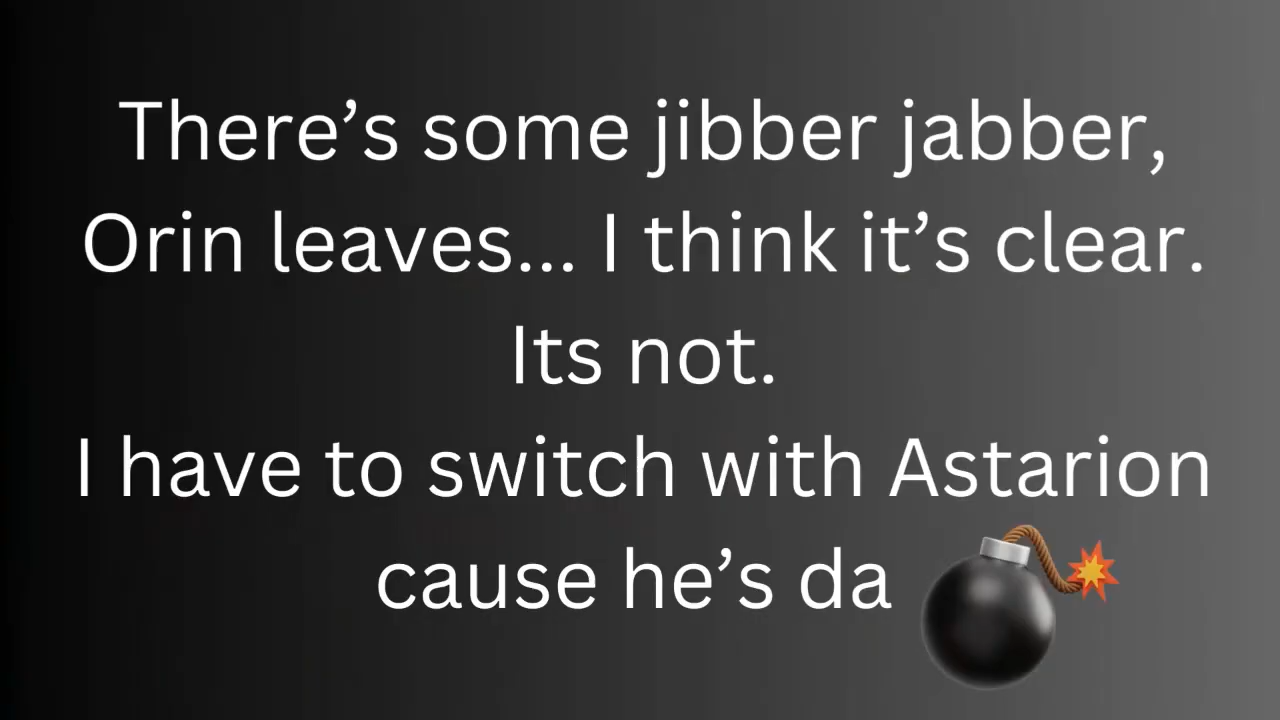 There’s some jibber jabber,
Orin leaves... I think it’s clear.
Its not.
I have to switch with Astarion
cause he’s da